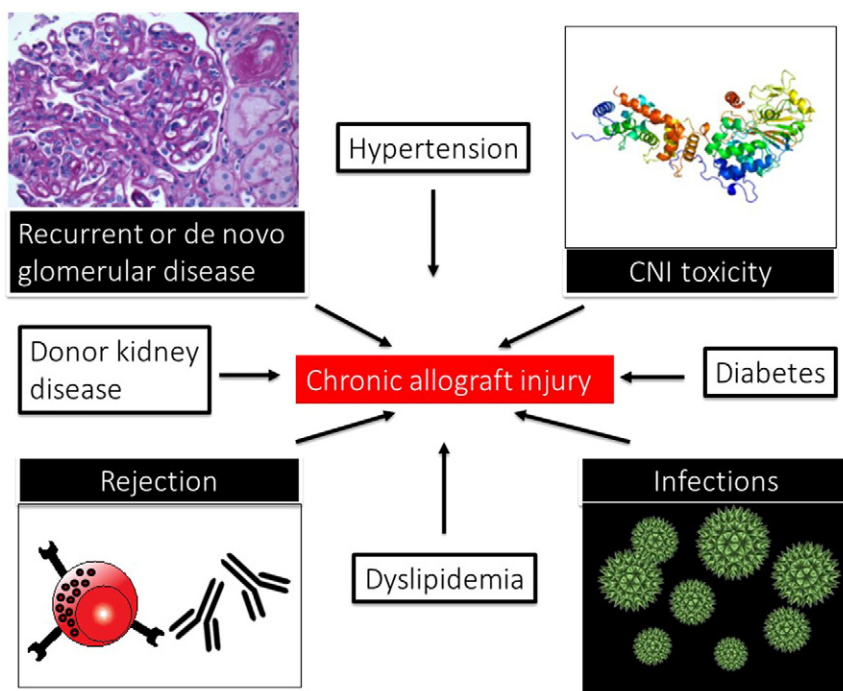 Hypertension
Recurrent or de novo
glomerular disease
CNI toxicity
Donor kidney
disease
Chronic allograft injury
Diabetes
Rejection
Infections
Dyslipidemia